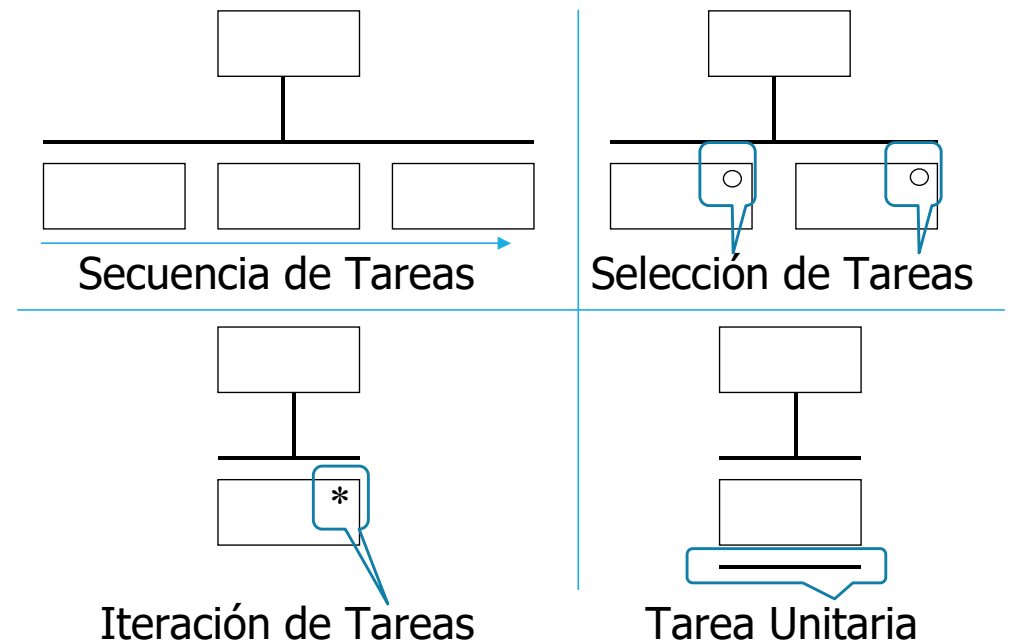 Secuencia de Tareas
Selección de Tareas
*
Iteración de Tareas
Tarea Unitaria